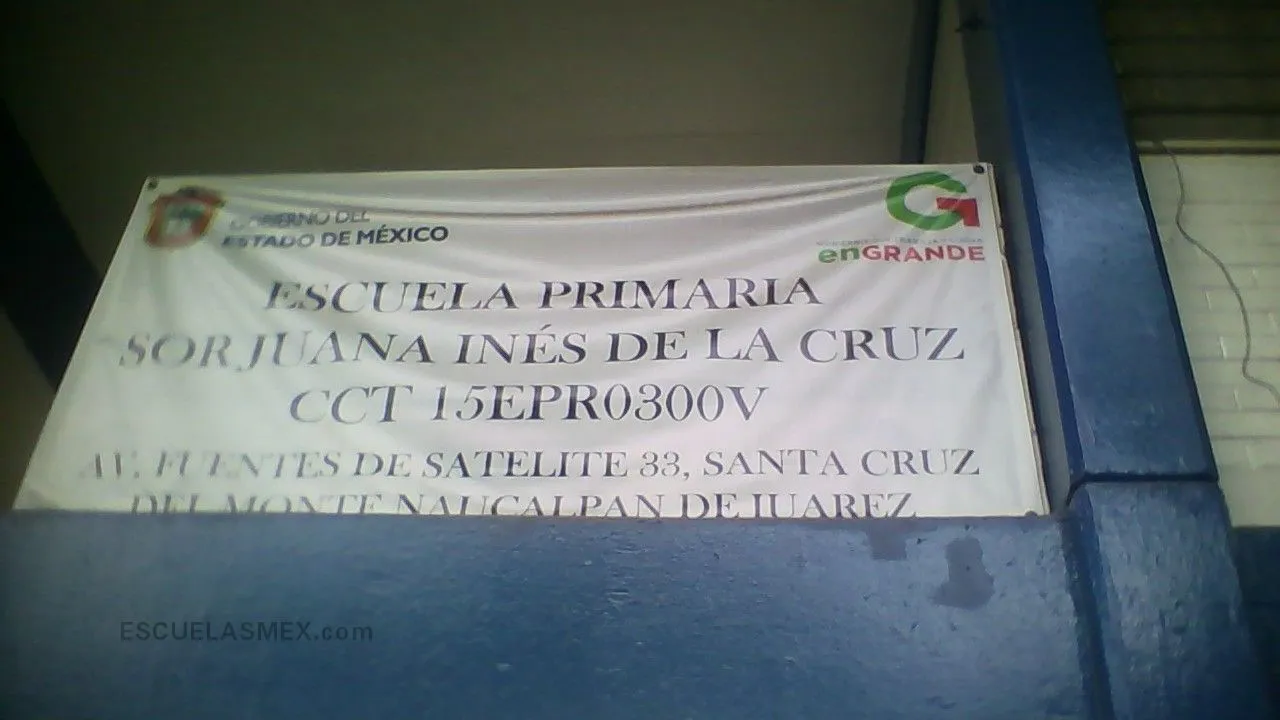 GOBIERNO DEL
ESTADO DE MÉXICO
enGRANDE
ESCUELA PRIMARIA
"SOR JUANA INÉS DE LA CRUZ
CCT 15EPR0300V
AV. FUENTES DE SATELITE 33, SANTA CRUZ
DEL MONTE NAUCALPAN DE JUAREZ
ESCUELASMEX.com